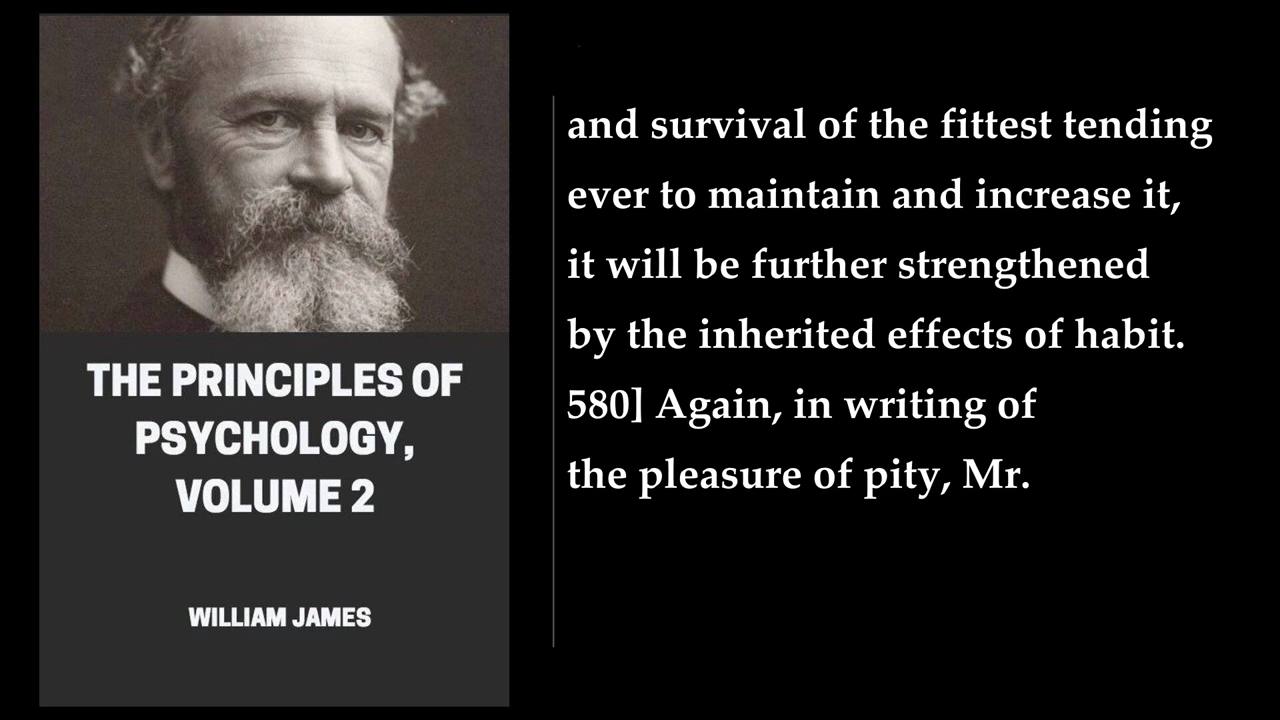 THE PRINCIPLES OF
PSYCHOLOGY,
VOLUME 2
WILLIAM JAMES
and survival of the fittest tending
ever to maintain and increase it,
it will be further strengthened
by the inherited effects of habit.
580] Again, in writing of
the pleasure of pity, Mr.